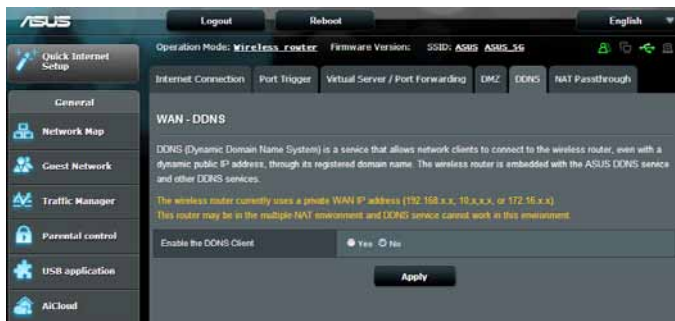 ASUS
Logout
Reboot
English
Operation Mode: Wireless router Firmware Version: SSID: ASUS ASUS_5G
Quick Internet Setup
Internet Connection
Port Trigger
Virtual Server / Port Forwarding
DMZ
DDNS
NAT Passthrough
General
Network Map
Guest Network
Traffic Manager
Parental control
USB application
AiCloud
WAN - DDNS
DDNS (Dynamic Domain Name System) is a service that allows network clients to connect to the wireless router, even with a
dynamic public IP address, through its registered domain name. The wireless router is embedded with the ASUS DDNS service
and other DDNS services.
The wireless router currently uses a private WAN IP address (192.168.x.x, 10,x,x,x, or 172.16.x.x).
This router may be in the multiple NAT environment and DDNS service cannot work in this environment.
Enable the DDNS Client
Yes No
Apply